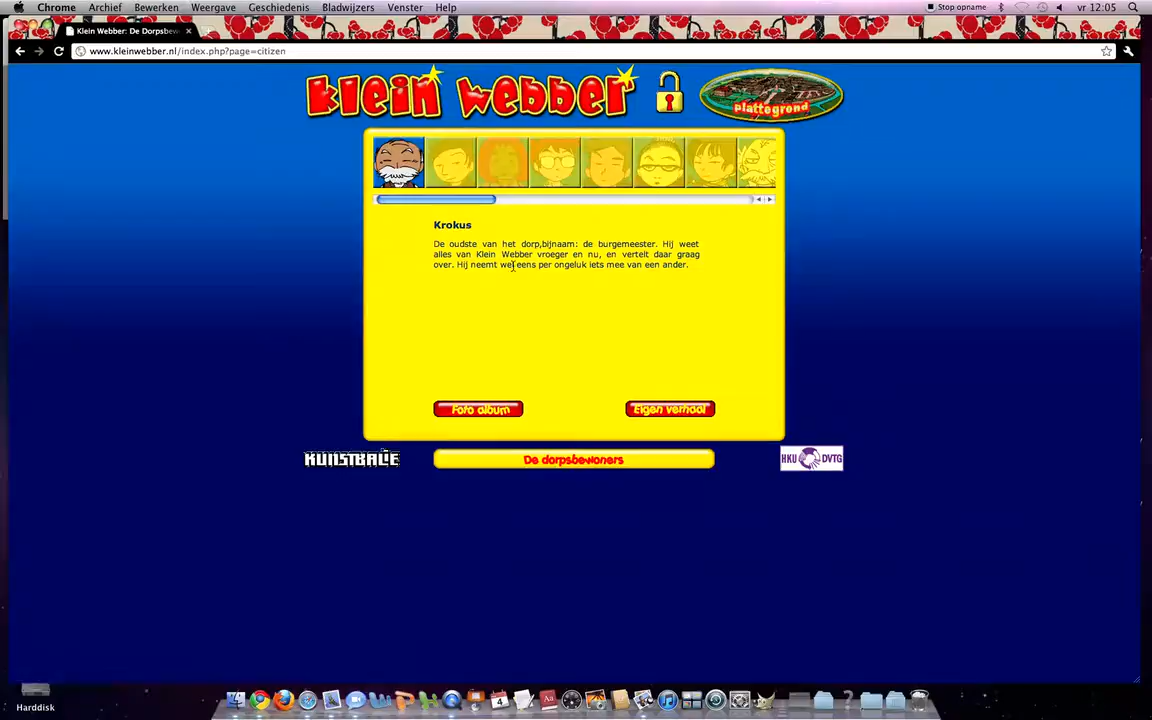 Chrome Archief Bewerken Weergave Geschiedenis Bladwijzers Venster Help Stop opname vr 12:05
Klein Webber: De Dorpsbew
www.kleinwebber.nl/index.php?page=citizen
klein webber plattegrond
Krokus
De oudste van het dorp,bijnaam: de burgemeester. Hij weet
alles van Klein Webber vroeger en nu, en vertelt daar graag
over. Hij neemt wel eens per ongeluk iets mee van een ander.
Foto album Eigen verhaal
KUNSTBALIE De dorpsbewoners HKU DVTG
Harddisk